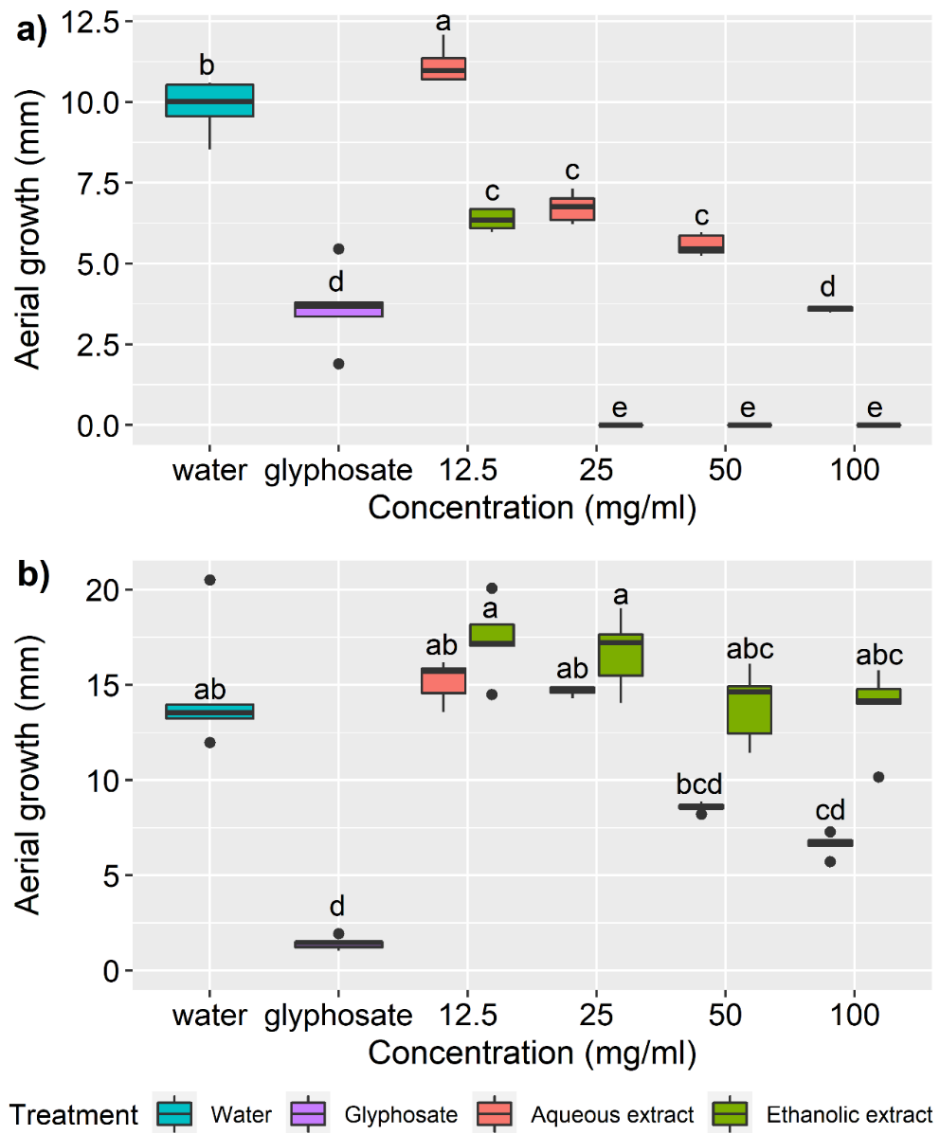 a)
Aerial growth (mm)
12.5
10.0
7.5
5.0
2.5
0.0
b
d
a
c
c
c
d
e
e
e
water glyphosate 12.5 25 50 100
Concentration (mg/ml)
b)
Aerial growth (mm)
20
15
10
5
0
ab
d
ab
a
ab
a
bcd
abc
cd
abc
water glyphosate 12.5 25 50 100
Concentration (mg/ml)
Treatment Water Glyphosate Aqueous extract Ethanolic extract